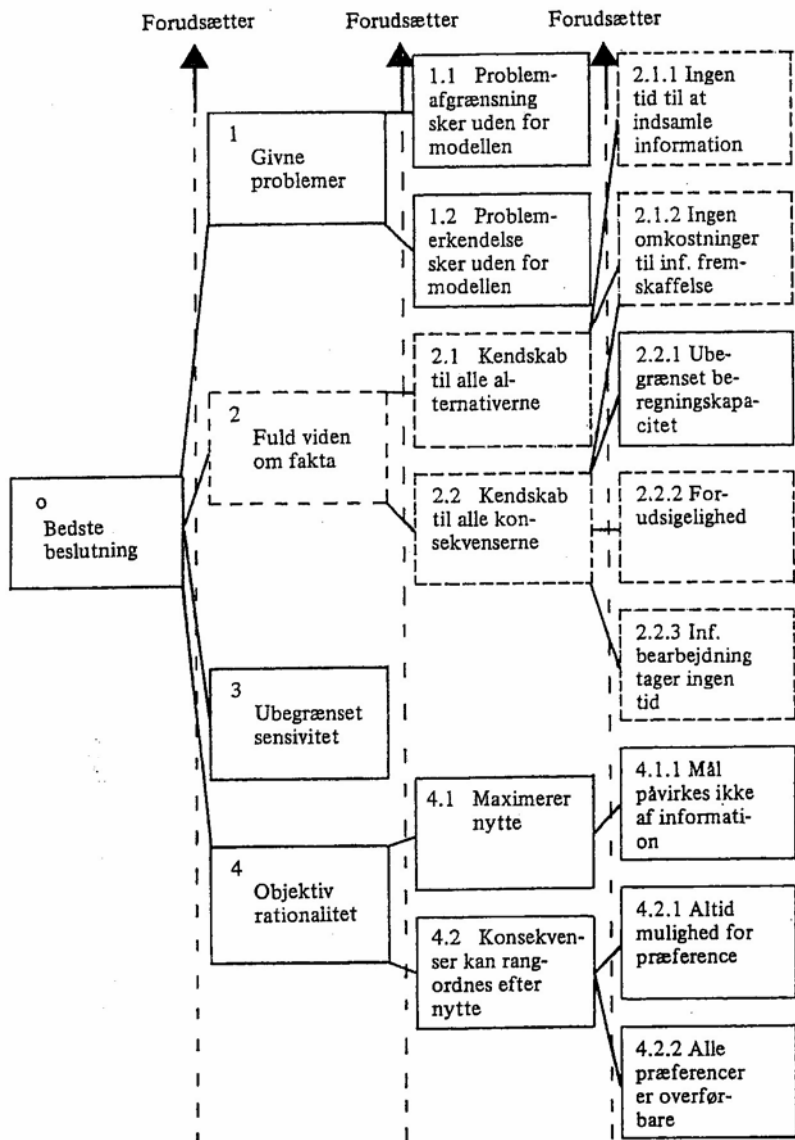 Forudsætter
Forudsætter
Forudsætter
o
Bedste
beslutning
1
Givne
problemer
2
Fuld viden
om fakta
3
Ubegrænset
sensivitet
4
Objektiv
rationalitet
1.1 Problem-
afgrænsning
sker uden for
modellen
1.2 Problem-
erkendelse
sker uden for
modellen
2.1 Kendskab
til alle al-
ternativerne
2.2 Kendskab
til alle kon-
sekvenserne
4.1 Maximerer
nytte
4.2 Konsekven-
ser kan rang-
ordnes efter
nytte
2.1.1 Ingen
tid til at
indsamle
information
2.1.2 Ingen
omkostninger
til inf. frem-
skaffelse
2.2.1 Ube-
grænset be-
regningskapa-
citet
2.2.2 For-
udsigelighed
2.2.3 Inf.
bearbejdning
tager ingen
tid
4.1.1 Mål
påvirkes ikke
af informati-
on
4.2.1 Altid
mulighed for
præference
4.2.2 Alle
præferencer
er overfør-
bare